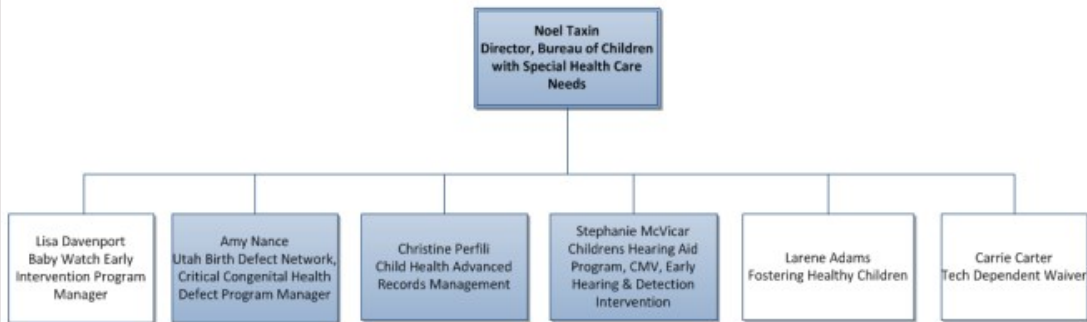 Noel Taxin
Director, Bureau of Children
with Special Health Care
Needs
Lisa Davenport
Baby Watch Early
Intervention Program
Manager
Amy Nance
Utah Birth Defect Network,
Critical Congenital Health
Defect Program Manager
Christine Perfili
Child Health Advanced
Records Management
Stephanie McVicar
Childrens Hearing Aid
Program, CMV, Early
Hearing & Detection
Intervention
Larene Adams
Fostering Healthy Children
Carrie Carter
Tech Dependent Waiver